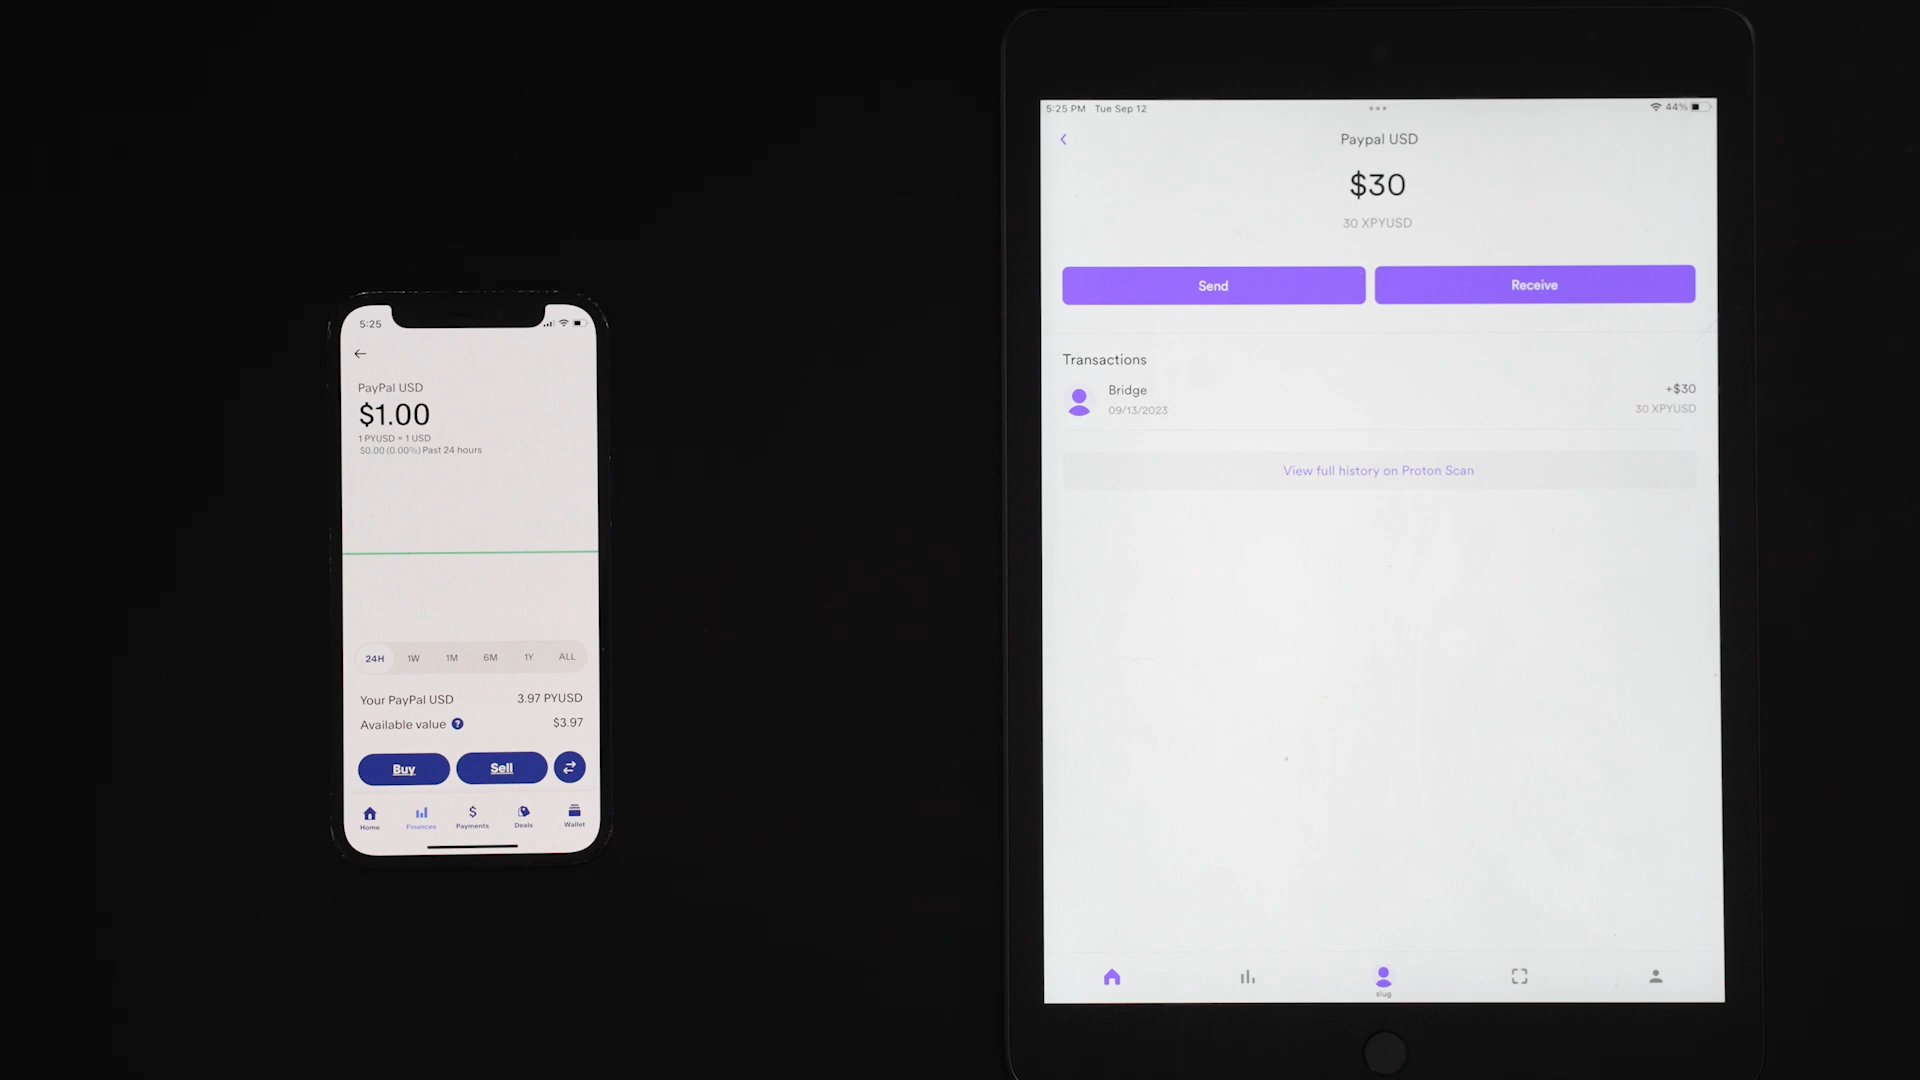 5:25
PayPal USD
$1.00
1 PYUSD = 1 USD
$0.00 (0.00%) Past 24 hours
24H 1W 1M 6M 1Y ALL
Your PayPal USD 3.97 PYUSD
Available value ? $3.97
Buy Sell
Home Finances Payments Deals Wallet
5:25 PM Tue Sep 12 44%
Paypal USD
$30
30 XPYUSD
Send Receive
Transactions
Bridge +$30
09/13/2023 30 XPYUSD
View full history on Proton Scan
slug